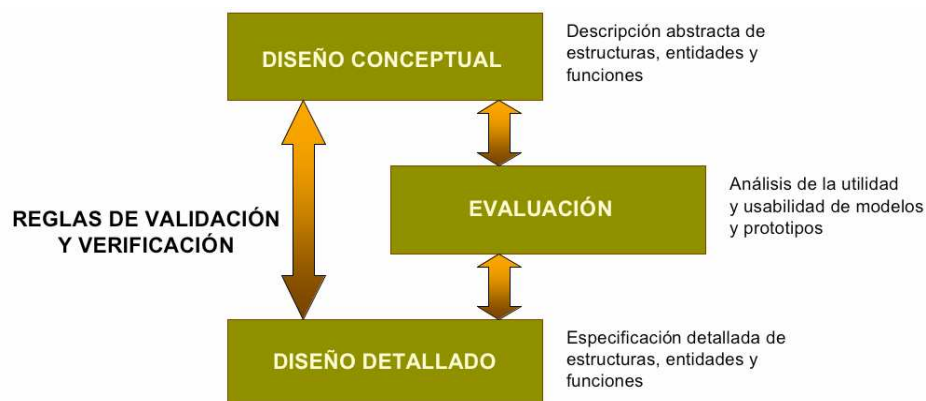 DISEÑO CONCEPTUAL
Descripción abstracta de
estructuras, entidades y
funciones
REGLAS DE VALIDACIÓN
Y VERIFICACIÓN
EVALUACIÓN
Análisis de la utilidad
y usabilidad de modelos
y prototipos
DISEÑO DETALLADO
Especificación detallada de
estructuras, entidades y
funciones